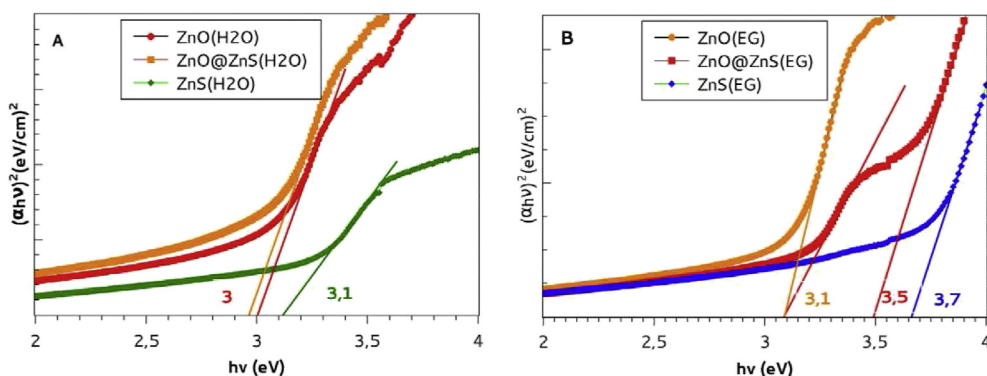 A
ZnO(H2O)
ZnO@ZnS(H2O)
ZnS(H2O)
(αhν)²(eV/cm)²
3
3,1
2
2,5
3
3,5
4
hν (eV)
B
ZnO(EG)
ZnO@ZnS(EG)
ZnS(EG)
(αhν)²(eV/cm)²
3,1
3,5
3,7
2
2,5
3
3,5
4
hν (eV)